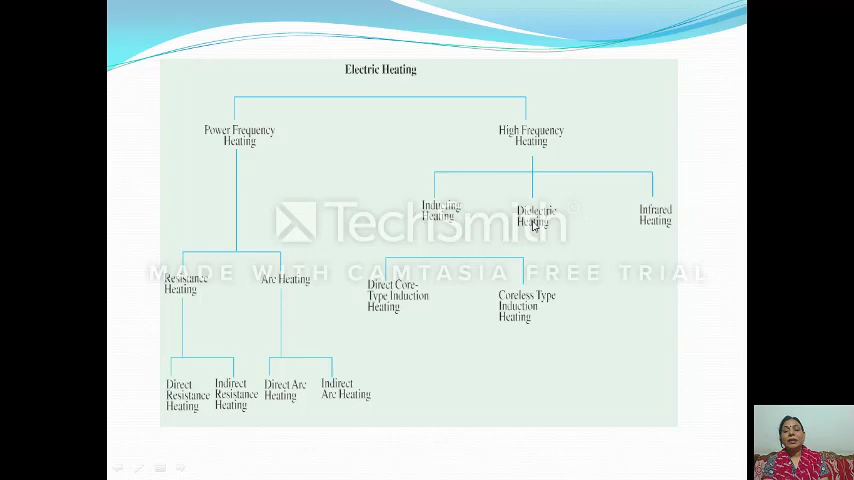 Electric Heating
Power Frequency
Heating
High Frequency
Heating
Inducting
Heating
Dielectric
Heating
Infrared
Heating
TechSmith
MADE WITH CAMTASIA FREE TRIAL
Resistance
Heating
Arc Heating
Direct Core-
Type Induction
Heating
Coreless Type
Induction
Heating
Direct
Resistance
Heating
Indirect
Resistance
Heating
Direct Arc
Heating
Indirect
Arc Heating